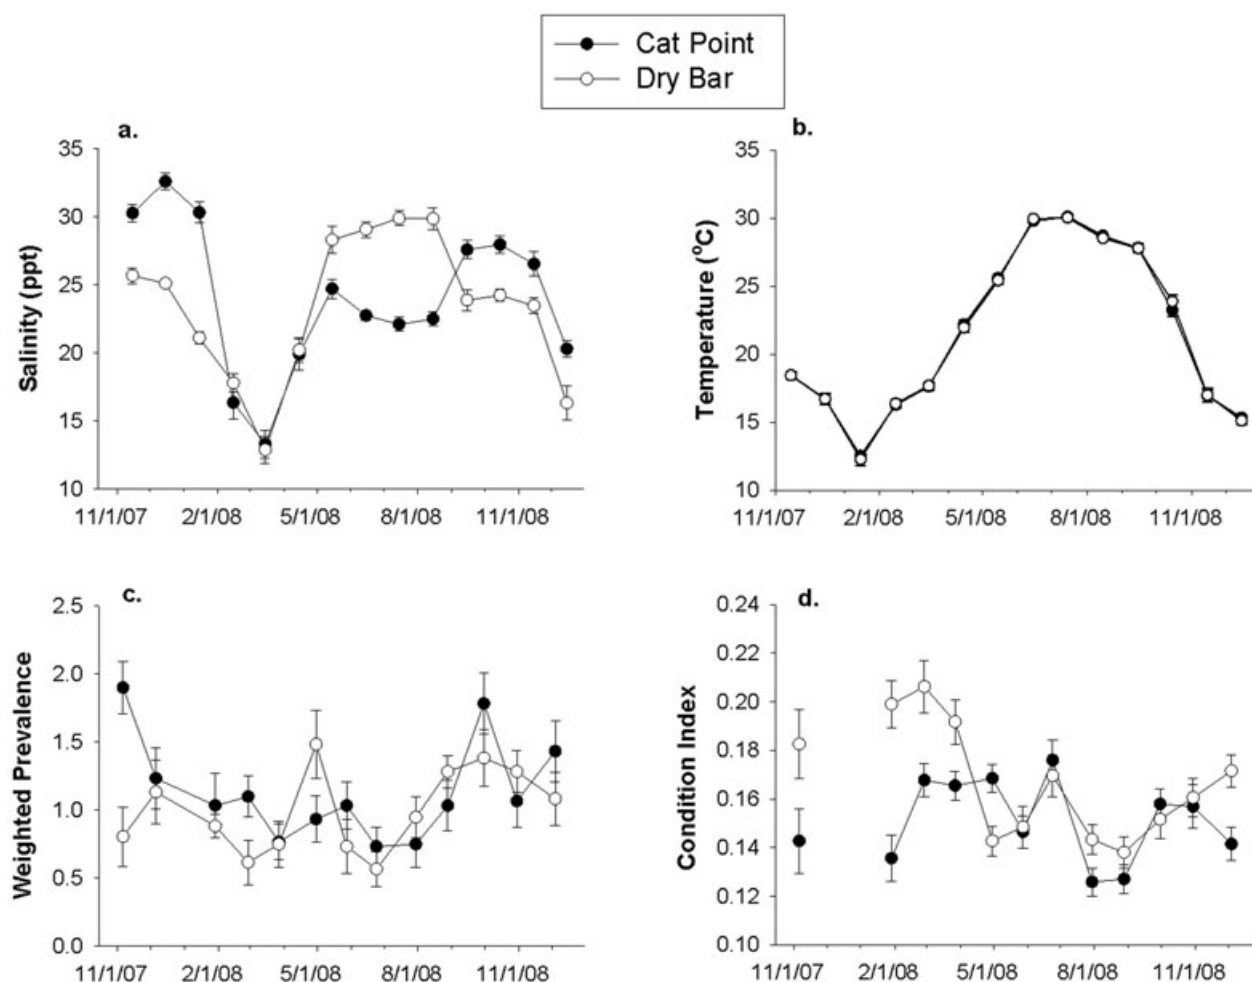 Cat Point
Dry Bar
a.
35
30
25
20
15
10
Salinity (ppt)
11/1/07 2/1/08 5/1/08 8/1/08 11/1/08
b.
35
30
25
20
15
10
Temperature (°C)
11/1/07 2/1/08 5/1/08 8/1/08 11/1/08
c.
2.5
2.0
1.5
1.0
0.5
0.0
Weighted Prevalence
11/1/07 2/1/08 5/1/08 8/1/08 11/1/08
d.
0.24
0.22
0.20
0.18
0.16
0.14
0.12
0.10
Condition Index
11/1/07 2/1/08 5/1/08 8/1/08 11/1/08